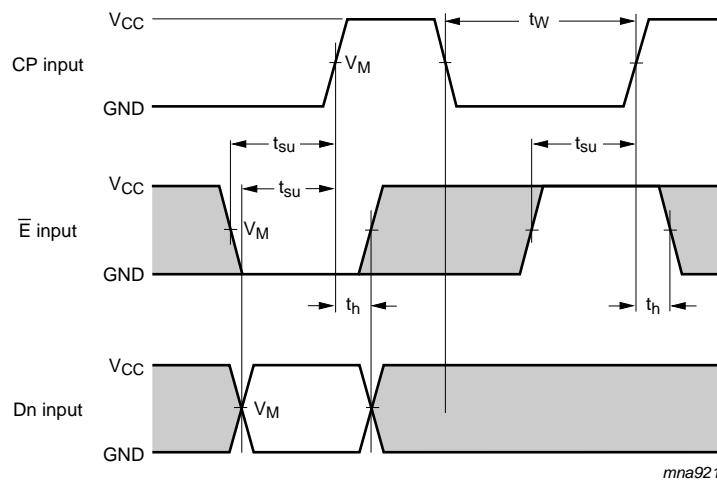 VCC
tW
CP input
VM
GND
tsu
tsu
VCC
tsu
E̅ input
VM
GND
th
th
VCC
Dn input
VM
GND
mna921